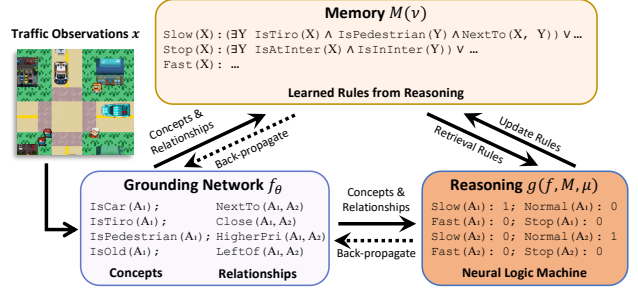 Memory M(ν)
Traffic Observations x
Slow(X):(∃Y IsTiro(X) ∧ IsPedestrian(Y) ∧ NextTo(X, Y)) ∨ …
Stop(X):(∃Y IsAtInter(X) ∧ IsInInter(Y)) ∨ …
Fast(X): …
Learned Rules from Reasoning
Concepts &
Relationships
Back-propagate
Update Rules
Retrieval Rules
Grounding Network fθ
IsCar(A₁); NextTo(A₁,A₂)
IsTiro(A₁); Close(A₁,A₂)
IsPedestrian(A₁); HigherPri(A₁,A₂)
IsOld(A₁); LeftOf(A₁,A₂)
Concepts Relationships
Concepts &
Relationships
Back-propagate
Reasoning g(f, M, μ)
Slow(A₁): 1; Normal(A₁): 0
Fast(A₁): 0; Stop(A₁): 0
Slow(A₂): 0; Normal(A₂): 1
Fast(A₂): 0; Stop(A₂): 0
Neural Logic Machine